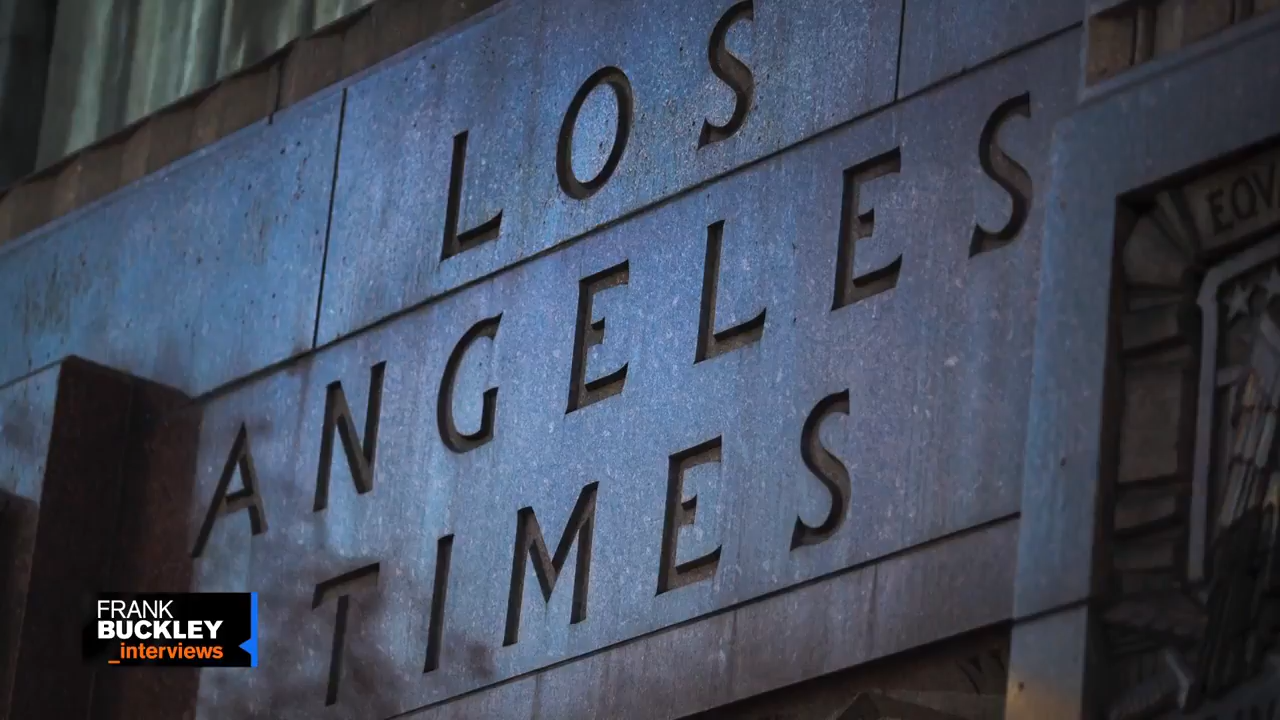 LOS
ANGELES
TIMES
FRANK
BUCKLEY
_interviews